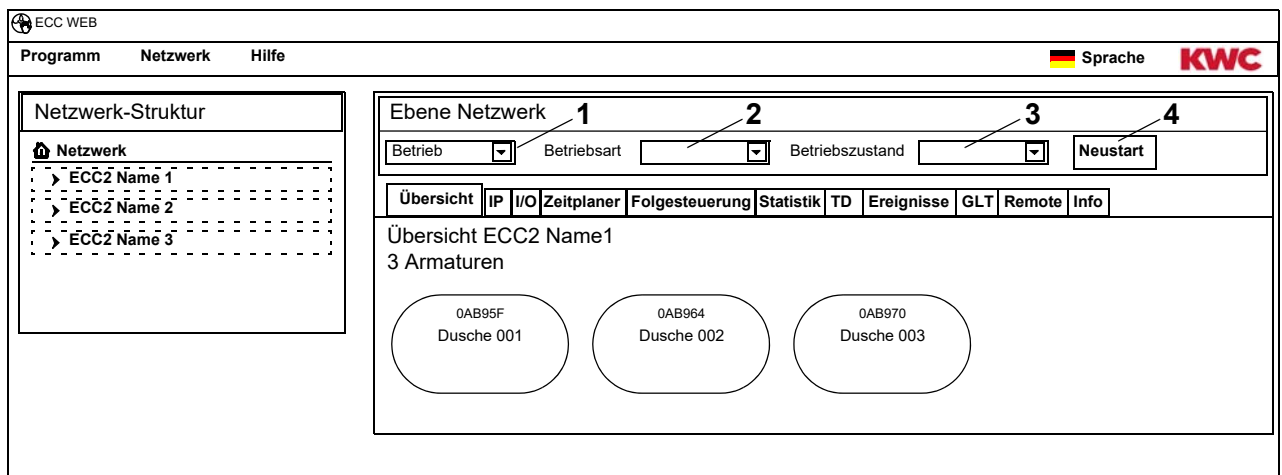 ECC WEB
Programm Netzwerk Hilfe Sprache KWC
Netzwerk-Struktur
Netzwerk
ECC2 Name 1
ECC2 Name 2
ECC2 Name 3
Ebene Netzwerk 1 2 3 4
Betrieb Betriebsart Betriebszustand Neustart
Übersicht IP I/O Zeitplaner Folgesteuerung Statistik TD Ereignisse GLT Remote Info
Übersicht ECC2 Name1
3 Armaturen
0AB95F 0AB964 0AB970
Dusche 001 Dusche 002 Dusche 003